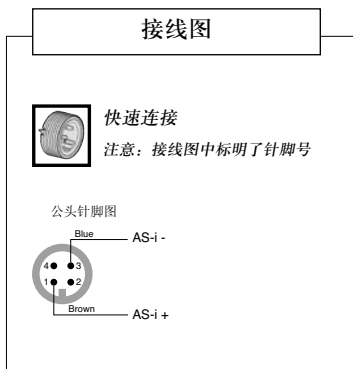 接线图
快速连接
注意：接线图中标明了针脚号
公头针脚图
Blue
AS-i -
4 3
1 2
Brown
AS-i +